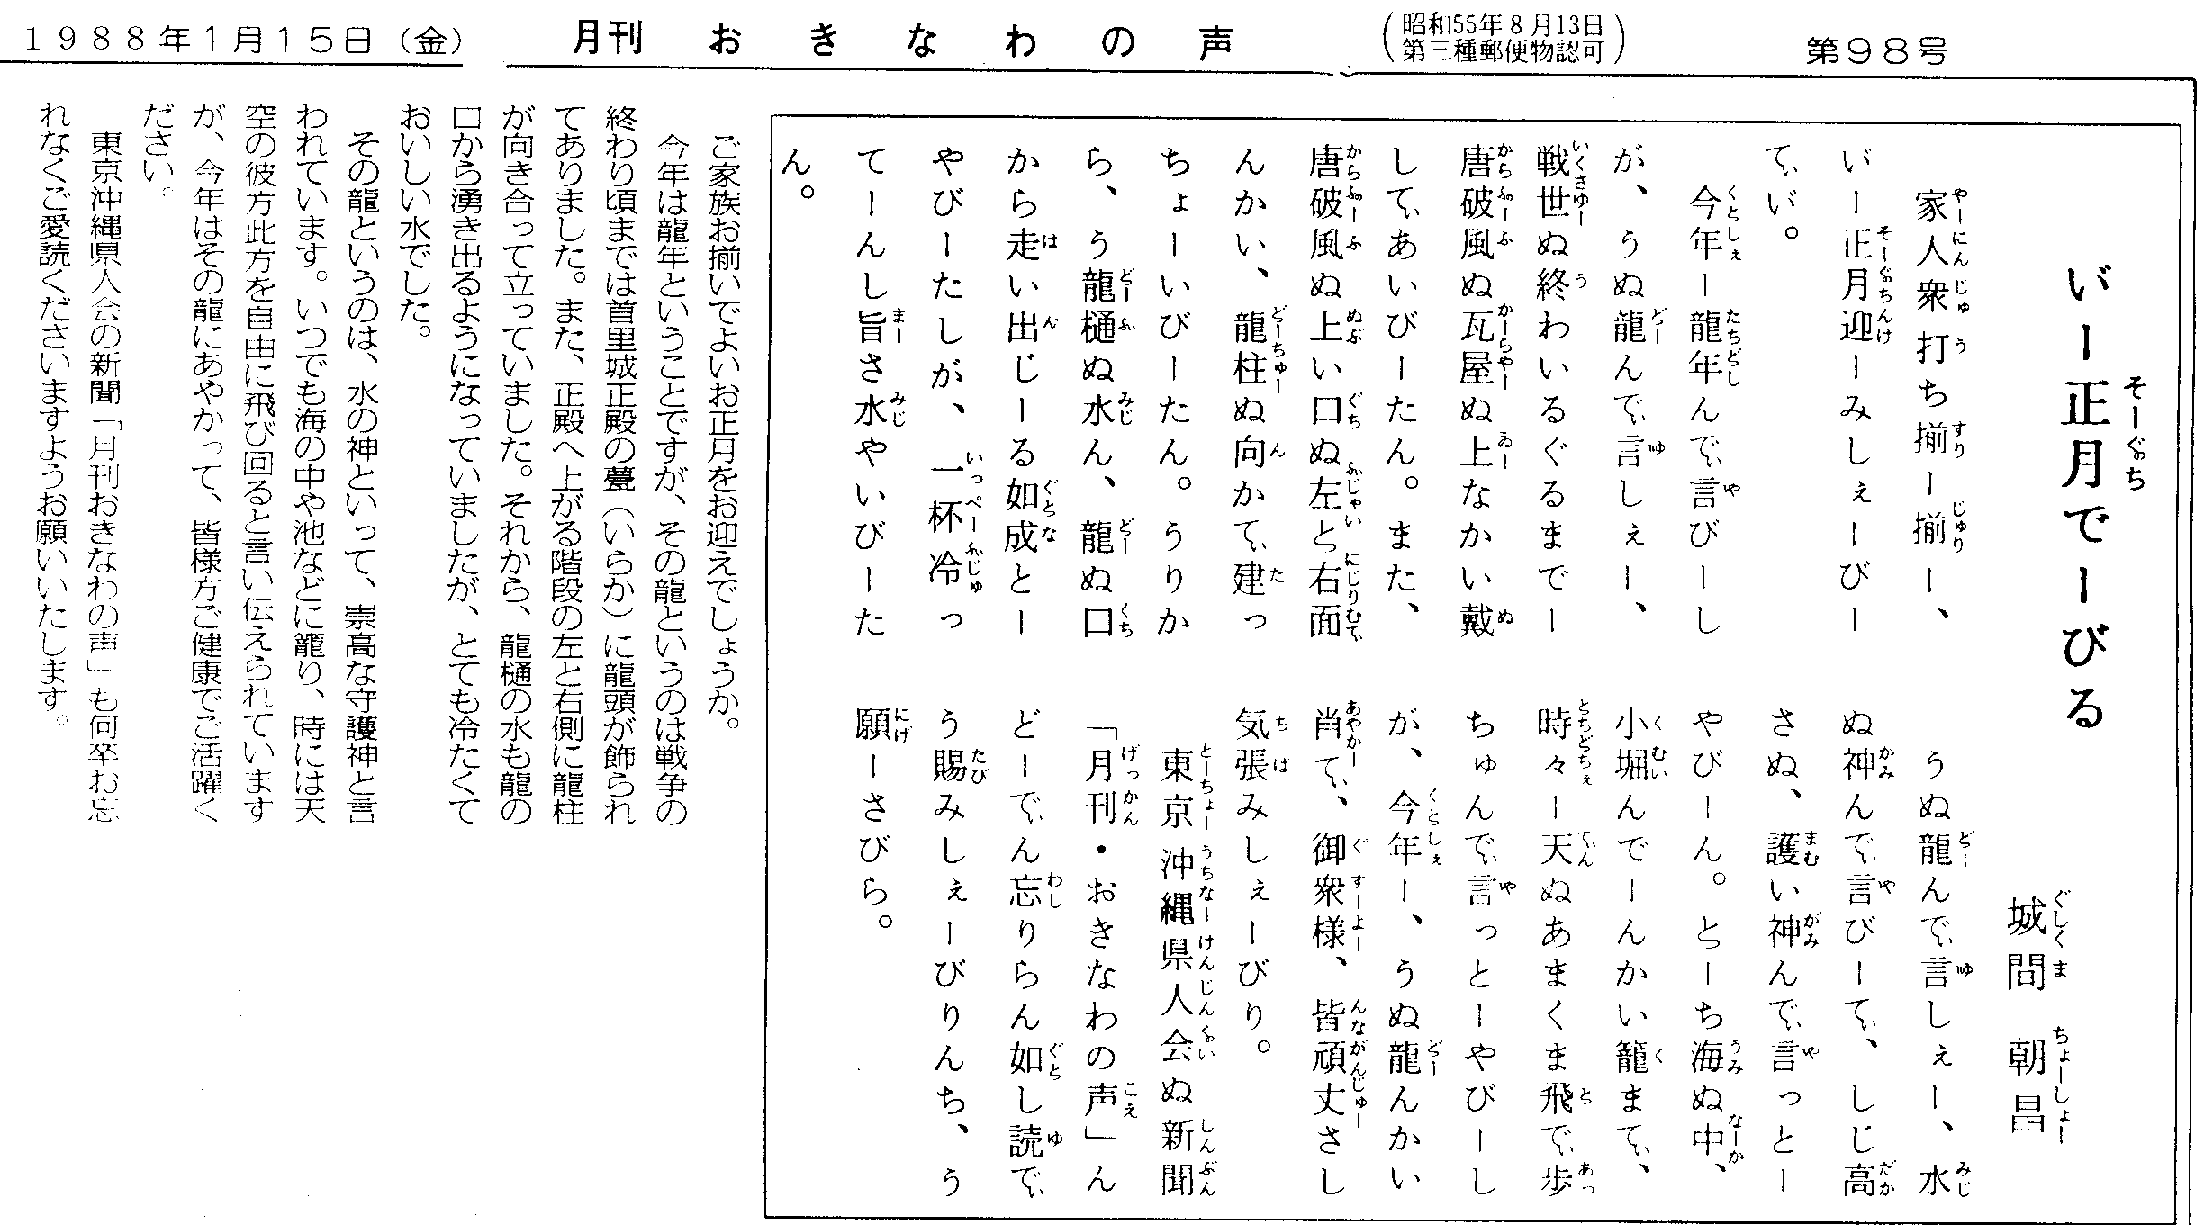 1988年1月15日（金）
月刊 おきなわの声
（昭和55年8月13日
第三種郵便物認可）
第98号
いー正月でーびる
城間 朝昌
家人衆打ち揃ー揃ー、
いー正月迎ーみしぇーびー
てぃ。
今年ー龍年んで言びーし
が、うぬ龍んで言しぇー、
戦世ぬ終わいるぐるまでー
唐破風ぬ瓦屋ぬ上なかい戴
してあいびーたん。また、
唐破風ぬ上い口ぬ左と右面
んかい、龍柱ぬ向かて建っ
ちょーいびーたん。うりか
ら、う龍樋ぬ水ん、龍ぬ口
から走い出じーる如成とー
やびーたしが、一杯冷っ
てーんし旨さ水やいびーた
ん。
うぬ龍んで言しぇー、水
ぬ神んで言びーて、しじ高
さぬ、護い神んで言っとー
やびーん。とーち海ぬ中、
小堀んでーんかい籠まて、
時々ー天ぬあまくま飛で歩
ちゅんで言っとーやびーし
が、今年ー、うぬ龍んかい
肖て、御衆様、皆頑丈さし
気張みしぇーびり。
東京沖縄県人会ぬ新聞
「月刊・おきなわの声」ん
どーでん忘りらん如し読で
う賜みしぇーびりんち、う
願ーさびら。
ご家族お揃いでよいお正月をお迎えでしょうか。
今年は龍年ということですが、その龍というのは戦争の
終わり頃までは首里城正殿の甍（いらか）に龍頭が飾られ
てありました。また、正殿へ上がる階段の左と右側に龍柱
が向き合って立っていました。それから、龍樋の水も龍の
口から湧き出るようになっていましたが、とても冷たくて
おいしい水でした。
その龍というのは、水の神といって、崇高な守護神と言
われています。いつでも海の中や池などに籠り、時には天
空の彼方此方を自由に飛び回ると言い伝えられています
が、今年はその龍にあやかって、皆様方ご健康でご活躍く
ださい。
東京沖縄県人会の新聞「月刊おきなわの声」も何卒お忘
れなくご愛読くださいますようお願いいたします。